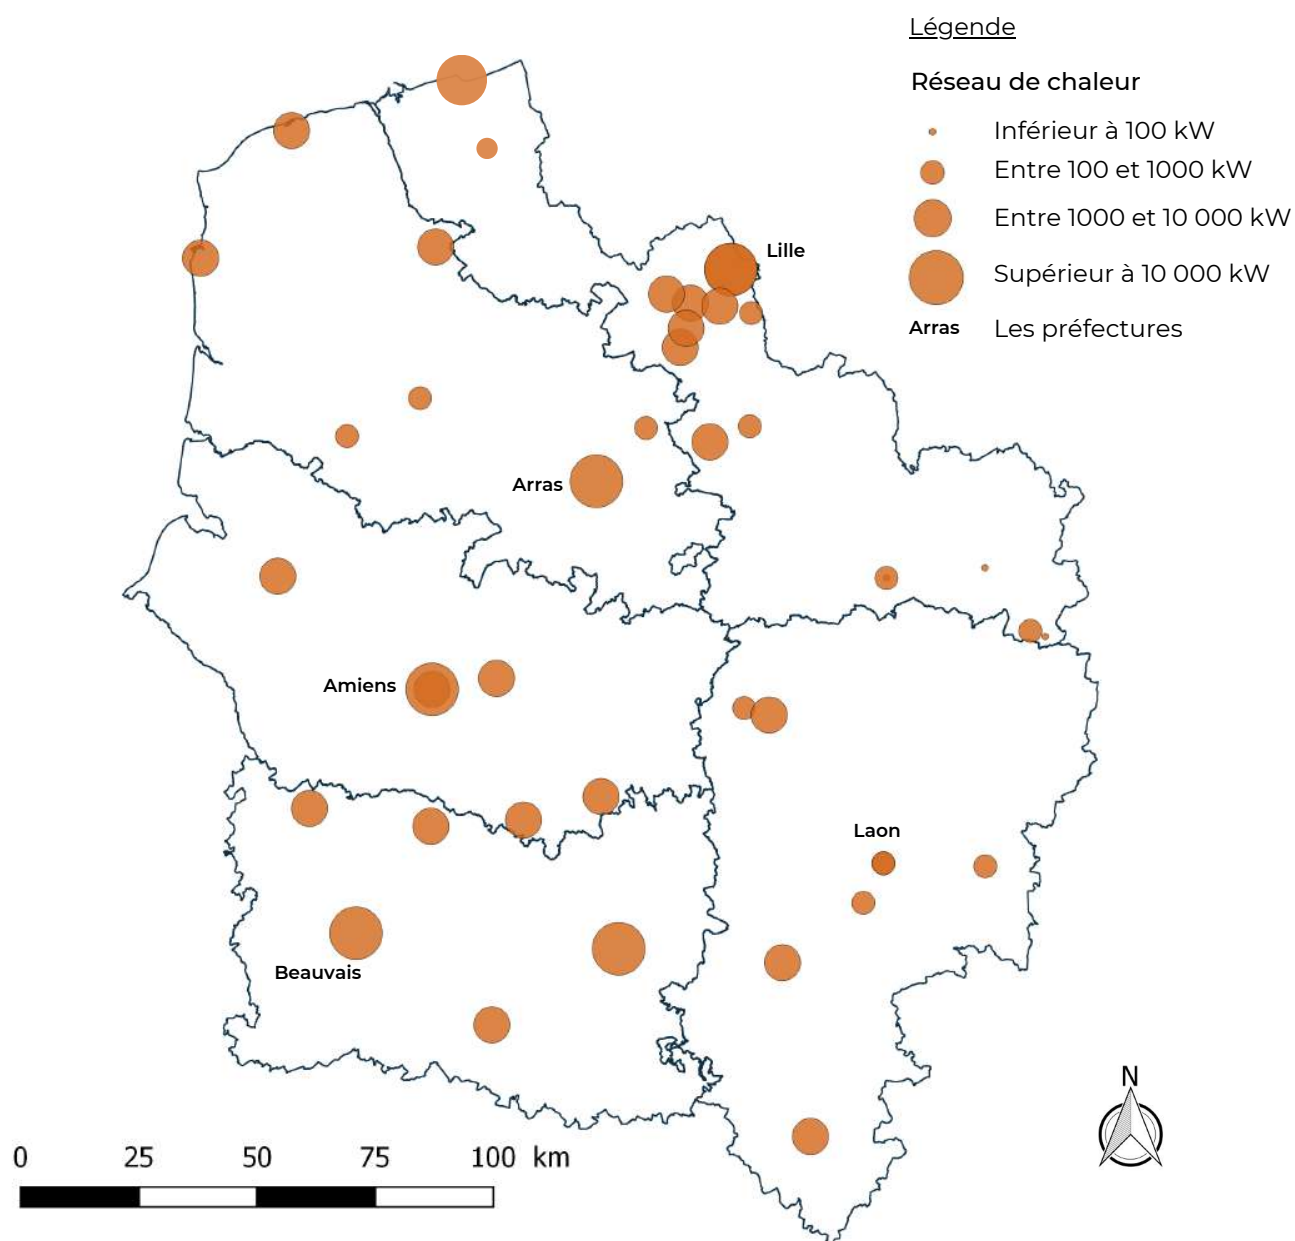 Légende
Réseau de chaleur
Inférieur à 100 kW
Entre 100 et 1000 kW
Entre 1000 et 10 000 kW
Supérieur à 10 000 kW
Arras Les préfectures
Lille
Arras
Amiens
Laon
Beauvais
N
0 25 50 75 100 km